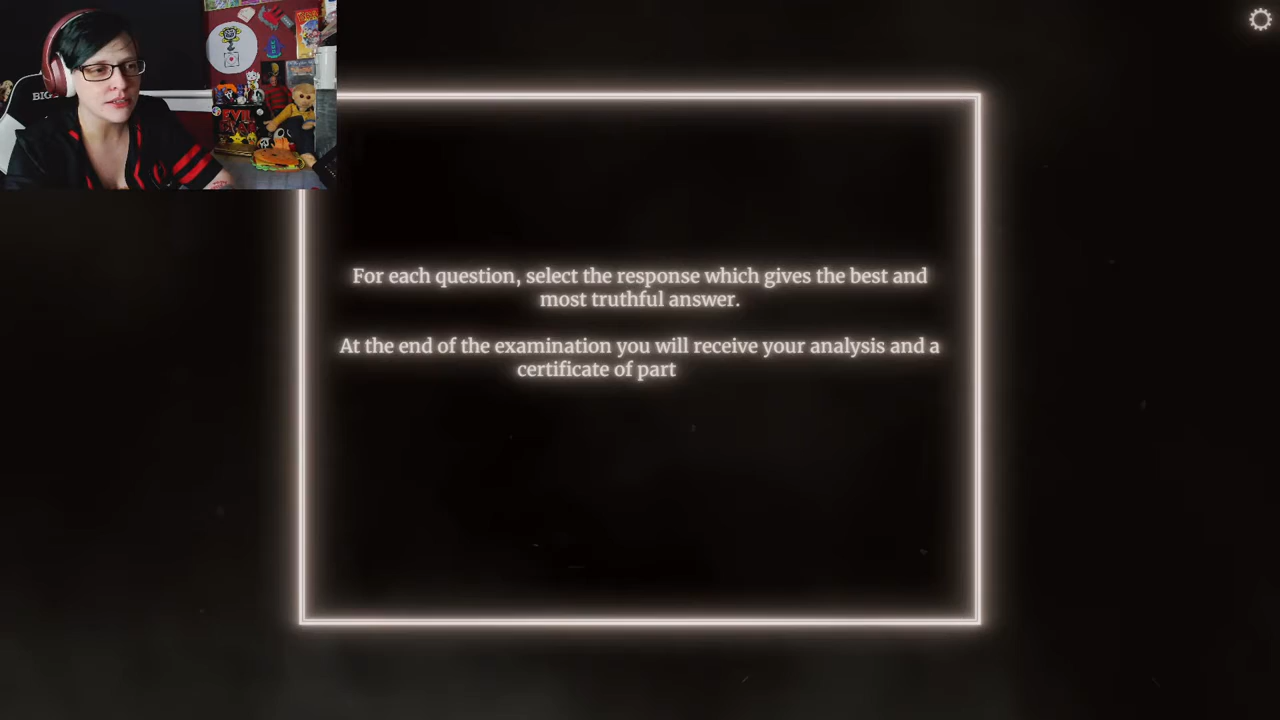 For each question, select the response which gives the best and
most truthful answer.
At the end of the examination you will receive your analysis and a
certificate of part